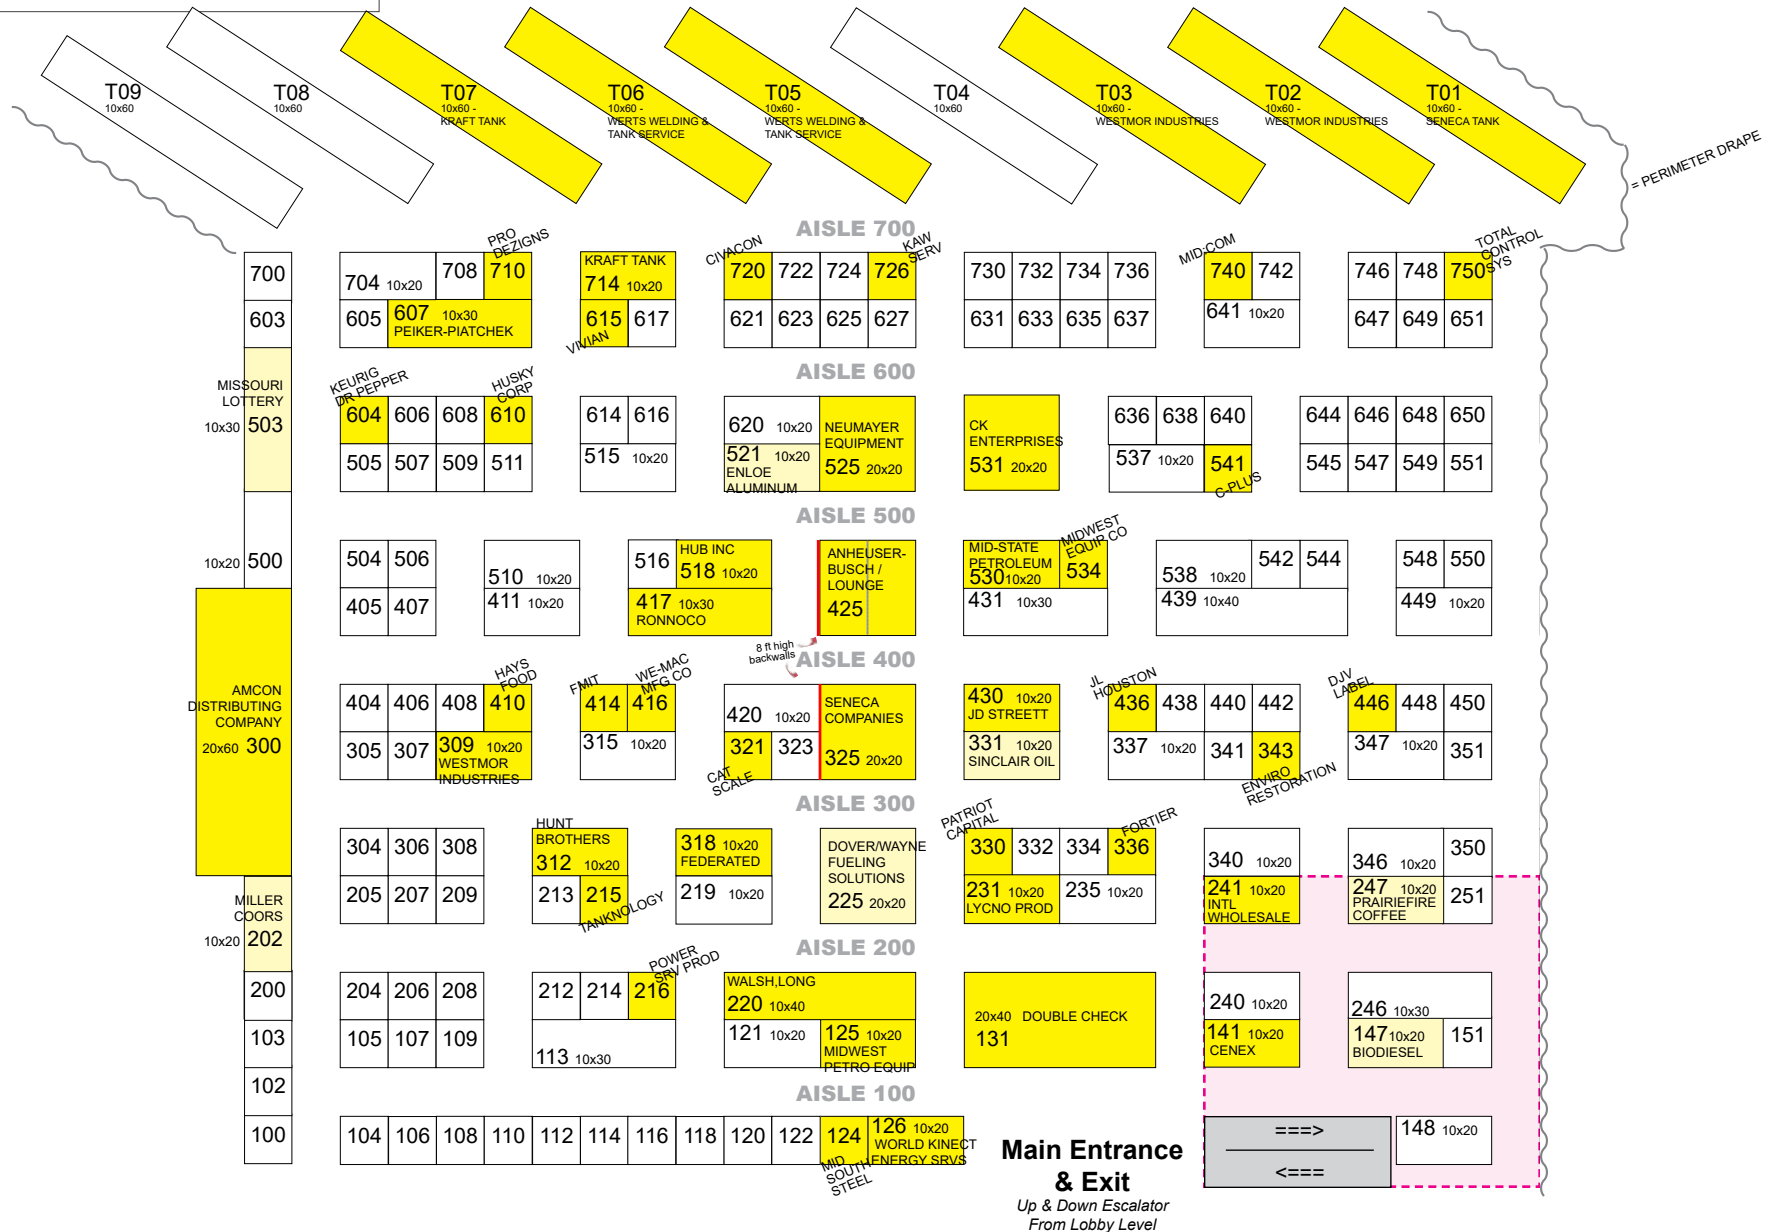 T09
10x60
T08
10x60
T07
10x60 -
KRAFT TANK
T06
10x60 -
WERTS WELDING &
TANK SERVICE
T05
10x60 -
WERTS WELDING &
TANK SERVICE
T04
10x60
T03
10x60 -
WESTMOR INDUSTRIES
T02
10x60 -
WESTMOR INDUSTRIES
T01
10x60 -
SENECA TANK
= PERIMETER DRAPE
AISLE 700
700
704 10x20
708
PRO
DEZIGNS
710
KRAFT TANK
714 10x20
CIVACON
720
722
724
KAW
SERV
726
730
732
734
736
MID-COM
740
742
746
748
TOTAL
CONTROL
SYS
750
603
605
607 10x30
PEIKER-PIATCHEK
615
VIVIAN
617
621
623
625
627
631
633
635
637
641 10x20
647
649
651
AISLE 600
MISSOURI
LOTTERY
10x30 503
KEURIG
DR PEPPER
604
606
608
HUSKY
CORP
610
614
616
620 10x20
NEUMAYER
EQUIPMENT
525 20x20
CK
ENTERPRISES
531 20x20
636
638
640
644
646
648
650
505
507
509
511
515 10x20
521 10x20
ENLOE
ALUMINUM
537 10x20
541
C-PLUS
545
547
549
551
AISLE 500
10x20 500
504
506
510 10x20
516
HUB INC
518 10x20
ANHEUSER-
BUSCH /
LOUNGE
425
MID-STATE
PETROLEUM
530 10x20
MIDWEST
EQUIP CO
534
538 10x20
542
544
548
550
405
407
411 10x20
417 10x30
RONNOCO
431 10x30
439 10x40
449 10x20
8 ft high
backwalls
AISLE 400
AMCON
DISTRIBUTING
COMPANY
20x60 300
404
406
408
HAYS
FOOD
410
FMIT
414
WE-MAC
MFG CO
416
420 10x20
SENECA
COMPANIES
325 20x20
430 10x20
JD STREETT
JL
HOUSTON
436
438
440
442
DJV
LABEL
446
448
450
305
307
309 10x20
WESTMOR
INDUSTRIES
315 10x20
321
CAT
SCALE
323
331 10x20
SINCLAIR OIL
337 10x20
341
343
ENVIRO
RESTORATION
347 10x20
351
AISLE 300
304
306
308
HUNT
BROTHERS
312 10x20
318 10x20
FEDERATED
DOVER/WAYNE
FUELING
SOLUTIONS
225 20x20
PATRIOT
CAPITAL
330
332
334
FORTIER
336
340 10x20
346 10x20
350
MILLER
COORS
10x20 202
205
207
209
213
215
TANKNOLOGY
219 10x20
231 10x20
LYCNO PROD
235 10x20
241 10x20
INTL
WHOLESALE
247 10x20
PRAIRIEFIRE
COFFEE
251
AISLE 200
200
204
206
208
212
214
POWER
SRV PROD
216
WALSH,LONG
220 10x40
20x40 DOUBLE CHECK
131
240 10x20
246 10x30
103
105
107
109
113 10x30
121 10x20
125 10x20
MIDWEST
PETRO EQUIP
141 10x20
CENEX
147 10x20
BIODIESEL
151
102
AISLE 100
100
104
106
108
110
112
114
116
118
120
122
124
MID
SOUTH
STEEL
126 10x20
WORLD KINECT
ENERGY SRVS
Main Entrance
& Exit
Up & Down Escalator
From Lobby Level
===>
<===
148 10x20